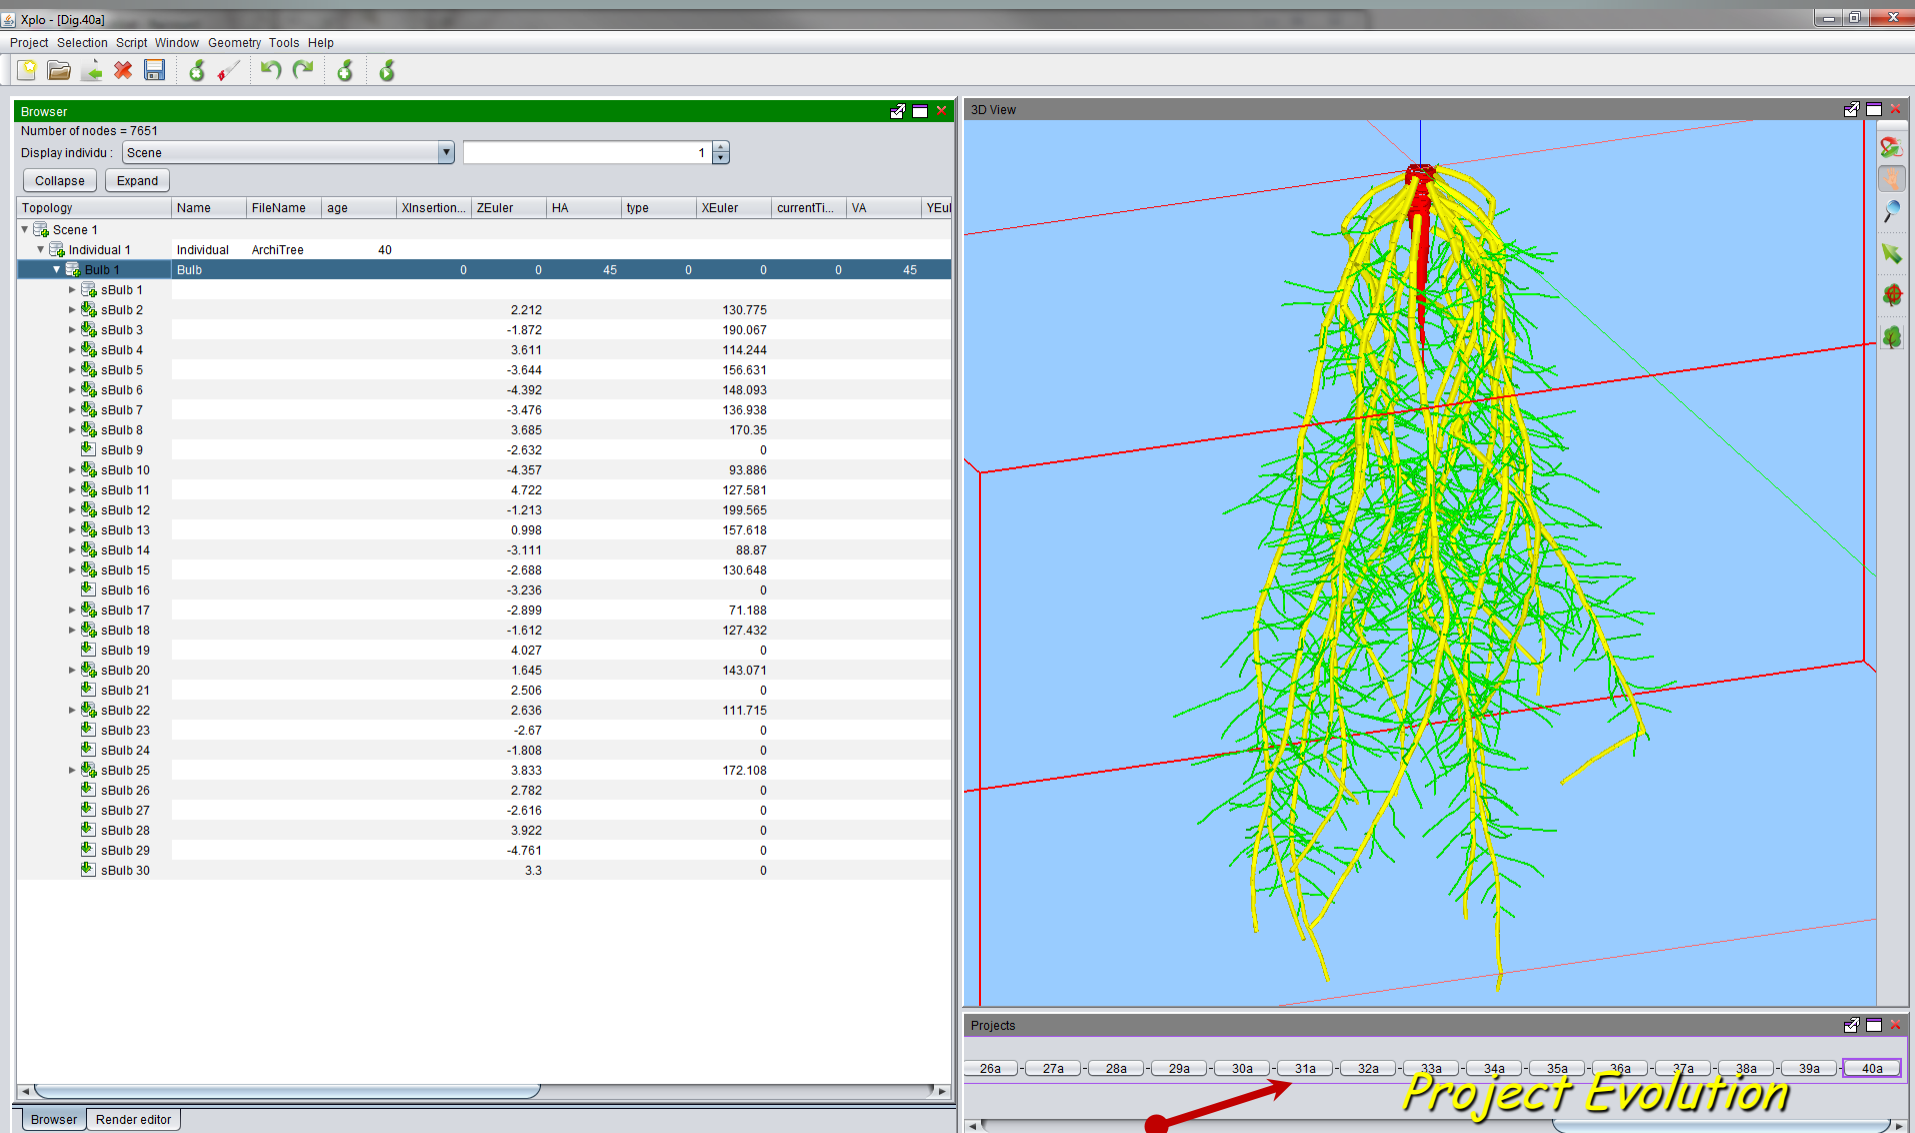 Xplo - [Dig.40a]
Project Selection Script Window Geometry Tools Help
Browser
Number of nodes = 7651
Display individu : Scene 1
Collapse Expand
Topology Name FileName age XInsertion... ZEuler HA type XEuler currentTi... VA YEul
Scene 1
Individual 1 Individual ArchiTree 40
Bulb 1 Bulb 0 0 45 0 0 0 45
sBulb 1
sBulb 2 2.212 130.775
sBulb 3 -1.872 190.067
sBulb 4 3.611 114.244
sBulb 5 -3.644 156.631
sBulb 6 -4.392 148.093
sBulb 7 -3.476 136.938
sBulb 8 3.685 170.35
sBulb 9 -2.632 0
sBulb 10 -4.357 93.886
sBulb 11 4.722 127.581
sBulb 12 -1.213 199.565
sBulb 13 0.998 157.618
sBulb 14 -3.111 88.87
sBulb 15 -2.688 130.648
sBulb 16 -3.236 0
sBulb 17 -2.899 71.188
sBulb 18 -1.612 127.432
sBulb 19 4.027 0
sBulb 20 1.645 143.071
sBulb 21 2.506 0
sBulb 22 2.636 111.715
sBulb 23 -2.67 0
sBulb 24 -1.808 0
sBulb 25 3.833 172.108
sBulb 26 2.782 0
sBulb 27 -2.616 0
sBulb 28 3.922 0
sBulb 29 -4.761 0
sBulb 30 3.3 0
Browser Render editor
3D View
Projects
26a - 27a - 28a - 29a - 30a - 31a - 32a - 33a - 34a - 35a - 36a - 37a - 38a - 39a - 40a
Project Evolution